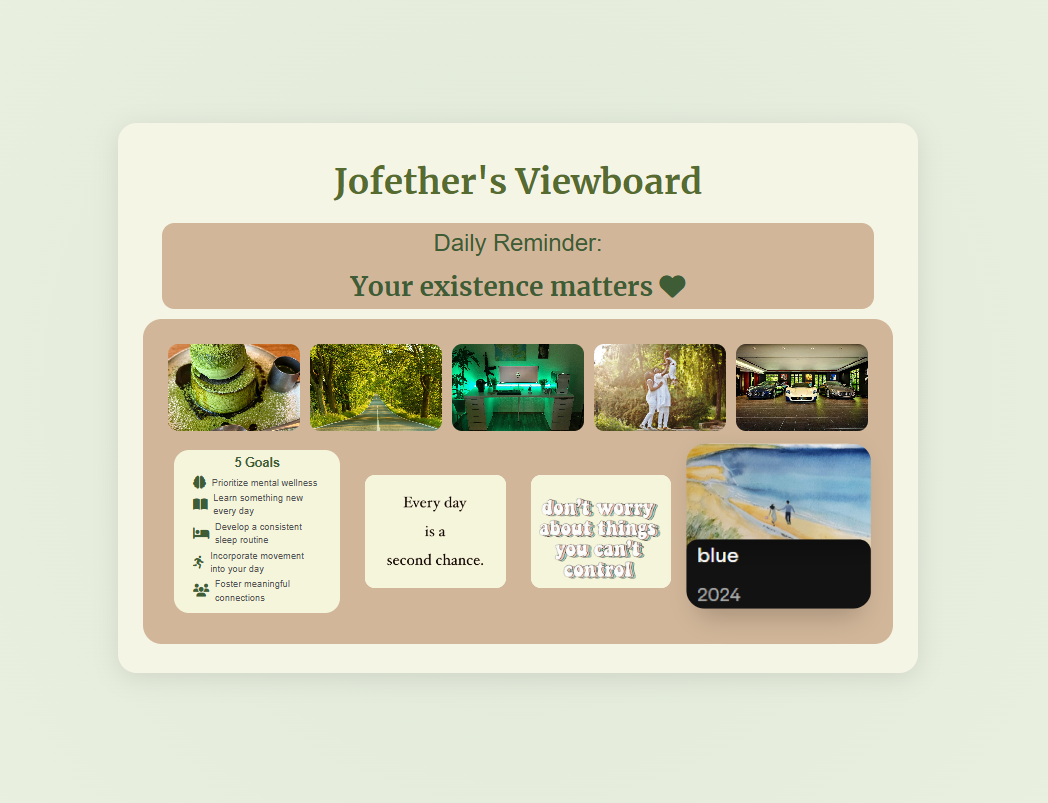 Jofether's Viewboard
Daily Reminder:
Your existence matters
5 Goals
Prioritize mental wellness
Learn something new
every day
Develop a consistent
sleep routine
Incorporate movement
into your day
Foster meaningful
connections
Every day
is a
second chance.
don't worry
about things
you can't
control
blue
2024